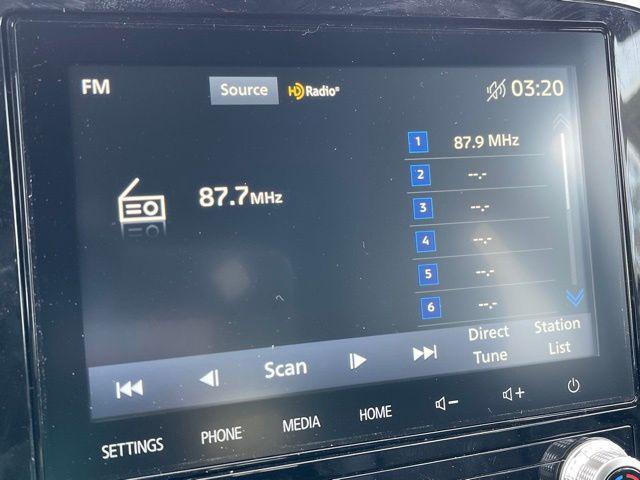 FM Source HD Radio® 03:20
1 87.9 MHz
2 --.-
87.7MHz
3 --.-
4 --.-
5 --.-
6 --.-
Scan Direct Tune Station List
SETTINGS PHONE MEDIA HOME - +